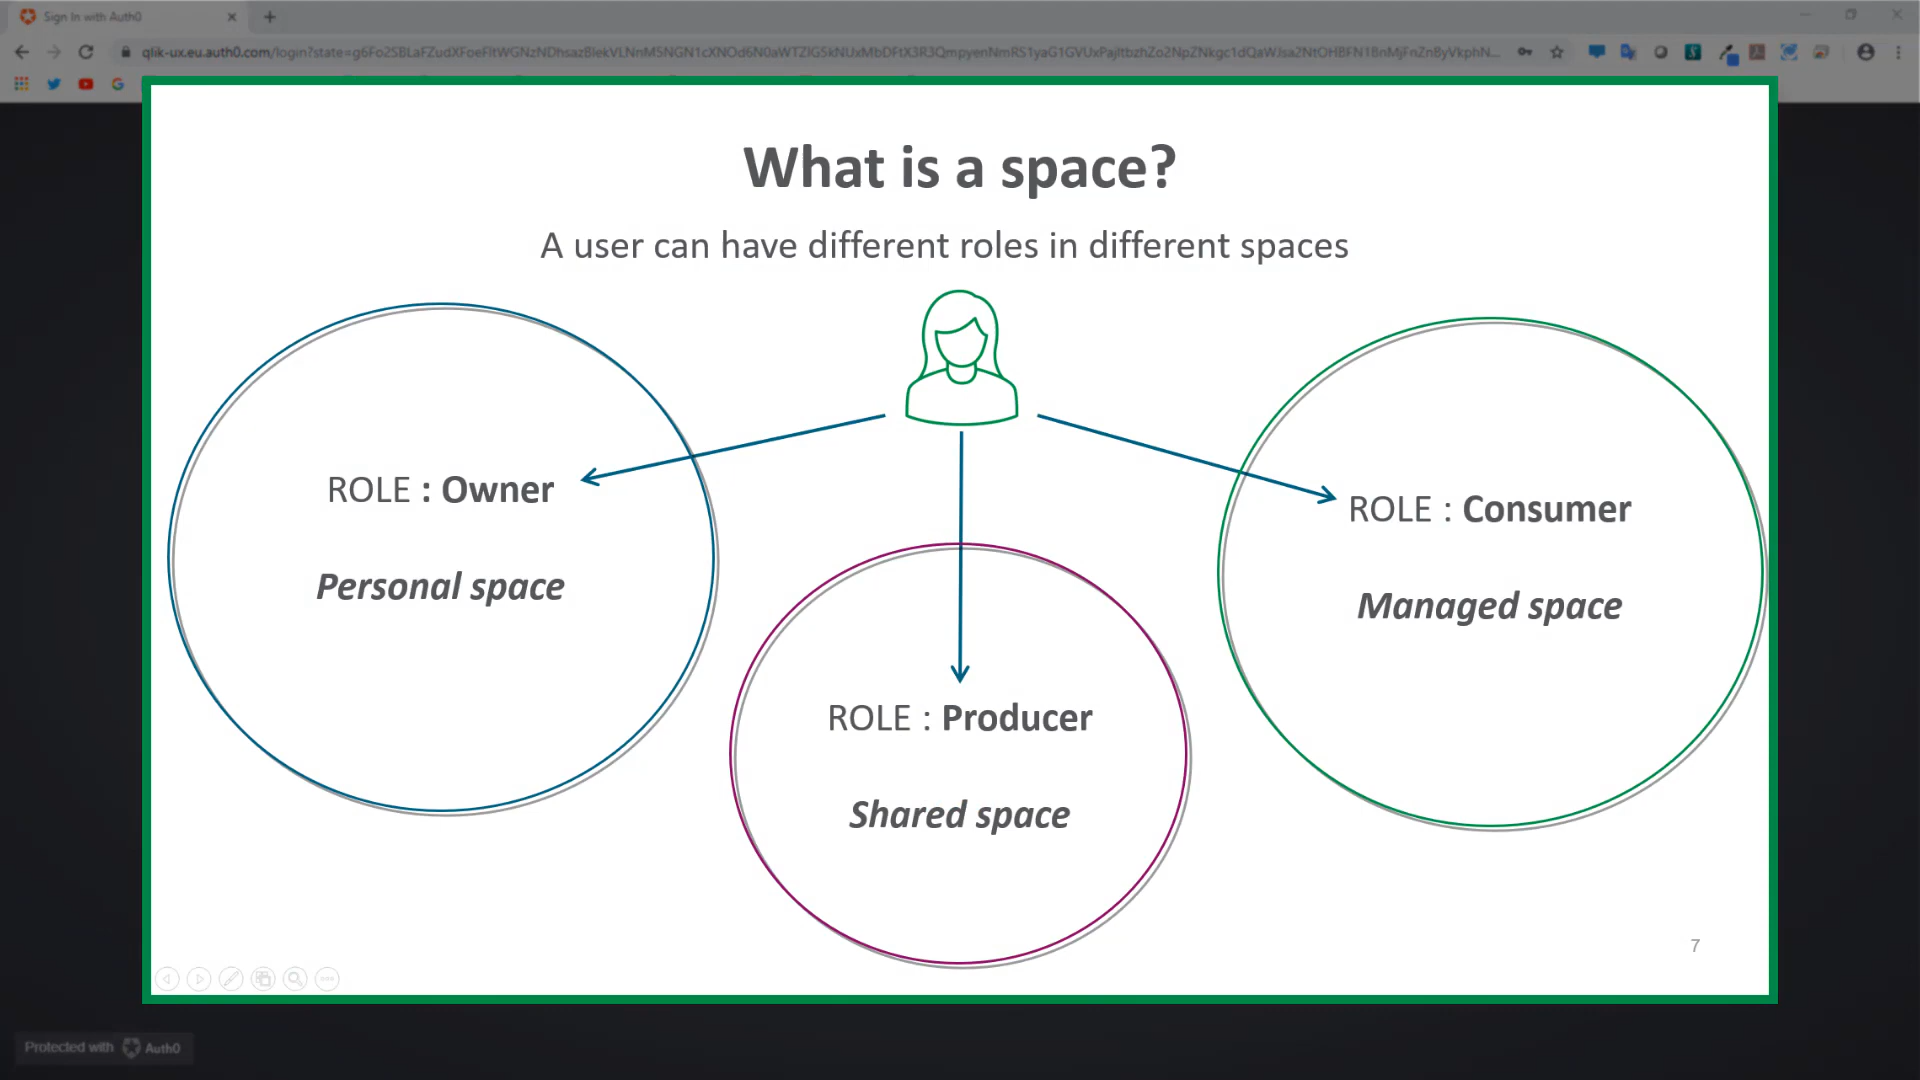 Sign In with Auth0
What is a space?
A user can have different roles in different spaces
ROLE : Owner
Personal space
ROLE : Consumer
Managed space
ROLE : Producer
Shared space
7
Protected with Auth0